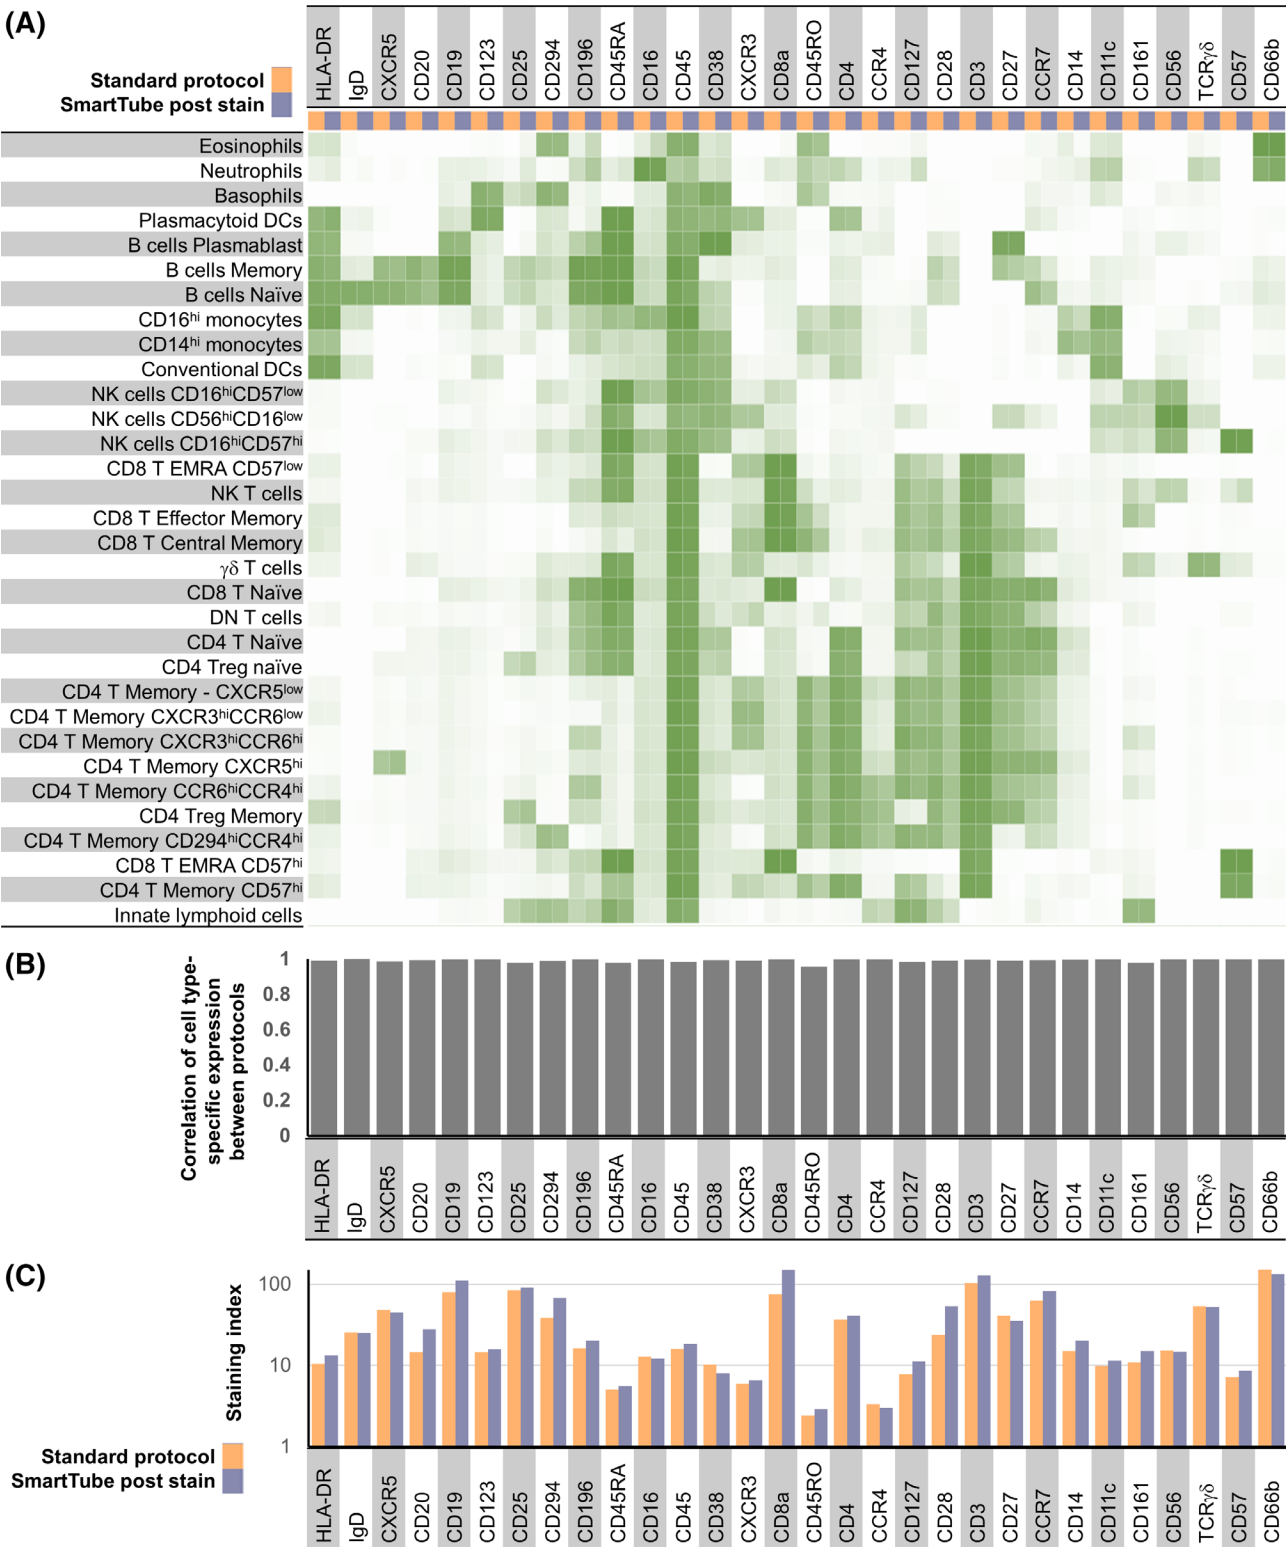 (A)
Standard protocol
SmartTube post stain
HLA-DR
IgD
CXCR5
CD20
CD19
CD123
CD25
CD294
CD196
CD45RA
CD16
CD45
CD38
CXCR3
CD8a
CD45RO
CD4
CCR4
CD127
CD28
CD3
CD27
CCR7
CD14
CD11c
CD161
CD56
TCRγδ
CD57
CD66b
Eosinophils
Neutrophils
Basophils
Plasmacytoid DCs
B cells Plasmablast
B cells Memory
B cells Naïve
CD16hi monocytes
CD14hi monocytes
Conventional DCs
NK cells CD16hiCD57low
NK cells CD56hiCD16low
NK cells CD16hiCD57hi
CD8 T EMRA CD57low
NK T cells
CD8 T Effector Memory
CD8 T Central Memory
γδ T cells
CD8 T Naïve
DN T cells
CD4 T Naïve
CD4 Treg naïve
CD4 T Memory - CXCR5low
CD4 T Memory CXCR3hiCCR6low
CD4 T Memory CXCR3hiCCR6hi
CD4 T Memory CXCR5hi
CD4 T Memory CCR6hiCCR4hi
CD4 Treg Memory
CD4 T Memory CD294hiCCR4hi
CD8 T EMRA CD57hi
CD4 T Memory CD57hi
Innate lymphoid cells
(B)
Correlation of cell type-
specific expression
between protocols
1
0.8
0.6
0.4
0.2
0
HLA-DR
IgD
CXCR5
CD20
CD19
CD123
CD25
CD294
CD196
CD45RA
CD16
CD45
CD38
CXCR3
CD8a
CD45RO
CD4
CCR4
CD127
CD28
CD3
CD27
CCR7
CD14
CD11c
CD161
CD56
TCRγδ
CD57
CD66b
(C)
Staining index
100
10
1
Standard protocol
SmartTube post stain
HLA-DR
IgD
CXCR5
CD20
CD19
CD123
CD25
CD294
CD196
CD45RA
CD16
CD45
CD38
CXCR3
CD8a
CD45RO
CD4
CCR4
CD127
CD28
CD3
CD27
CCR7
CD14
CD11c
CD161
CD56
TCRγδ
CD57
CD66b